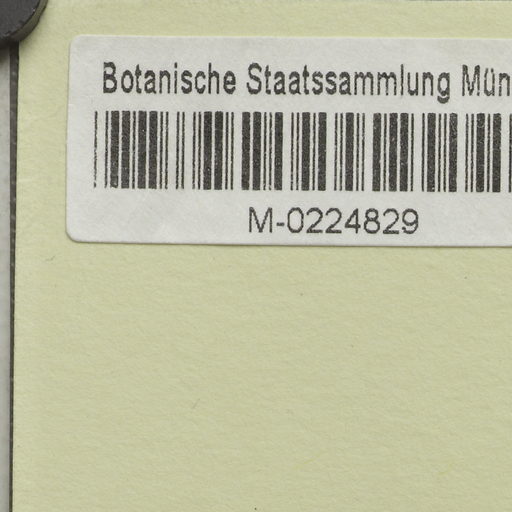 Botanische Staatssammlung Mün
M-0224829